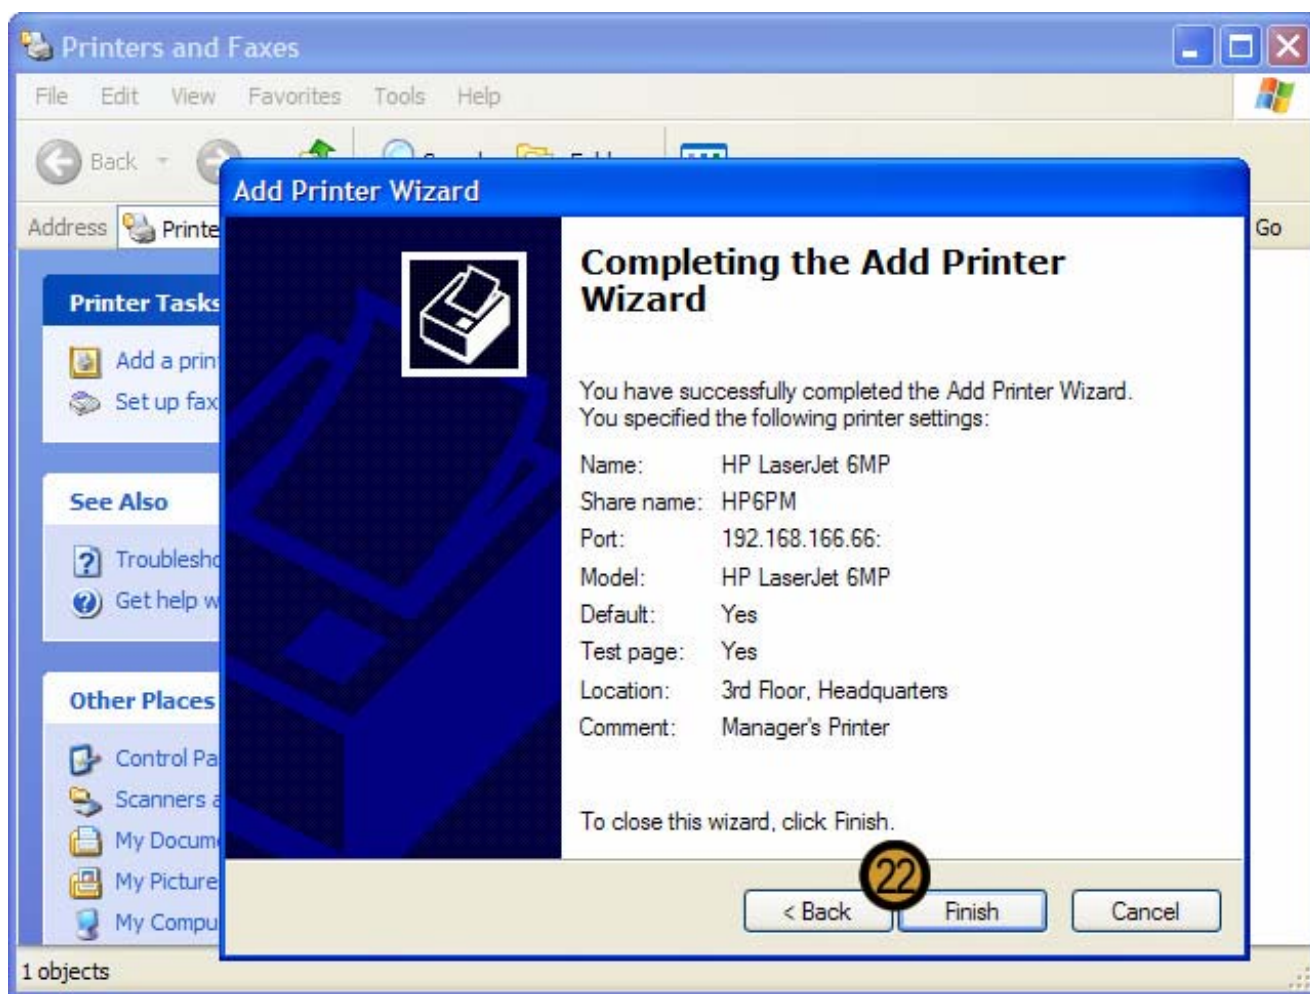 Printers and Faxes
File Edit View Favorites Tools Help
Back
Add Printer Wizard
Address Printe
Go
Completing the Add Printer
Wizard
Printer Tasks
Add a prin
Set up fax
You have successfully completed the Add Printer Wizard.
You specified the following printer settings:
Name: HP LaserJet 6MP
See Also
Share name: HP6PM
Port: 192.168.166.66:
Troublesho
Model: HP LaserJet 6MP
Get help w
Default: Yes
Test page: Yes
Other Places
Location: 3rd Floor, Headquarters
Comment: Manager's Printer
Control Pa
Scanners a
To close this wizard, click Finish.
My Docum
My Picture
22
< Back Finish Cancel
My Compu
1 objects